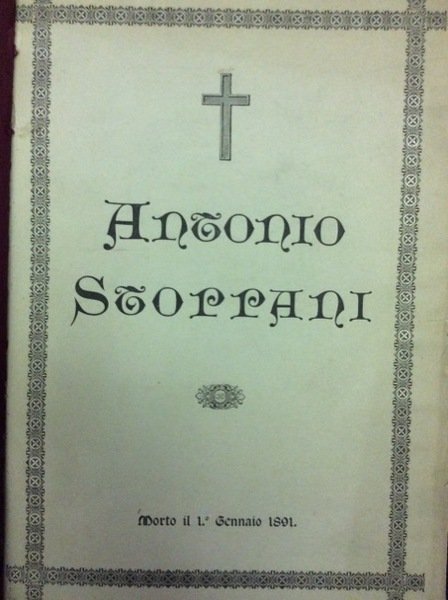 Antonio
Stoppani
Morto il 1.º Gennaio 1891.